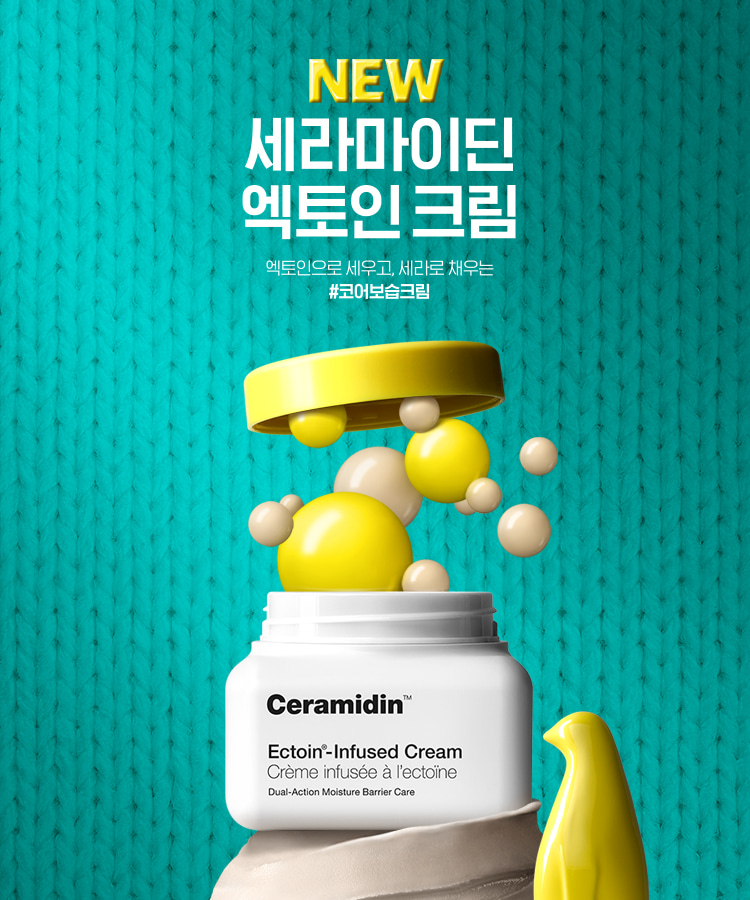 NEW
세라마이딘
엑토인 크림
엑토인으로 세우고, 세라로 채우는
#코어보습크림
Ceramidin™
Ectoin®-Infused Cream
Crème infusée à l'ectoïne
Dual-Action Moisture Barrier Care